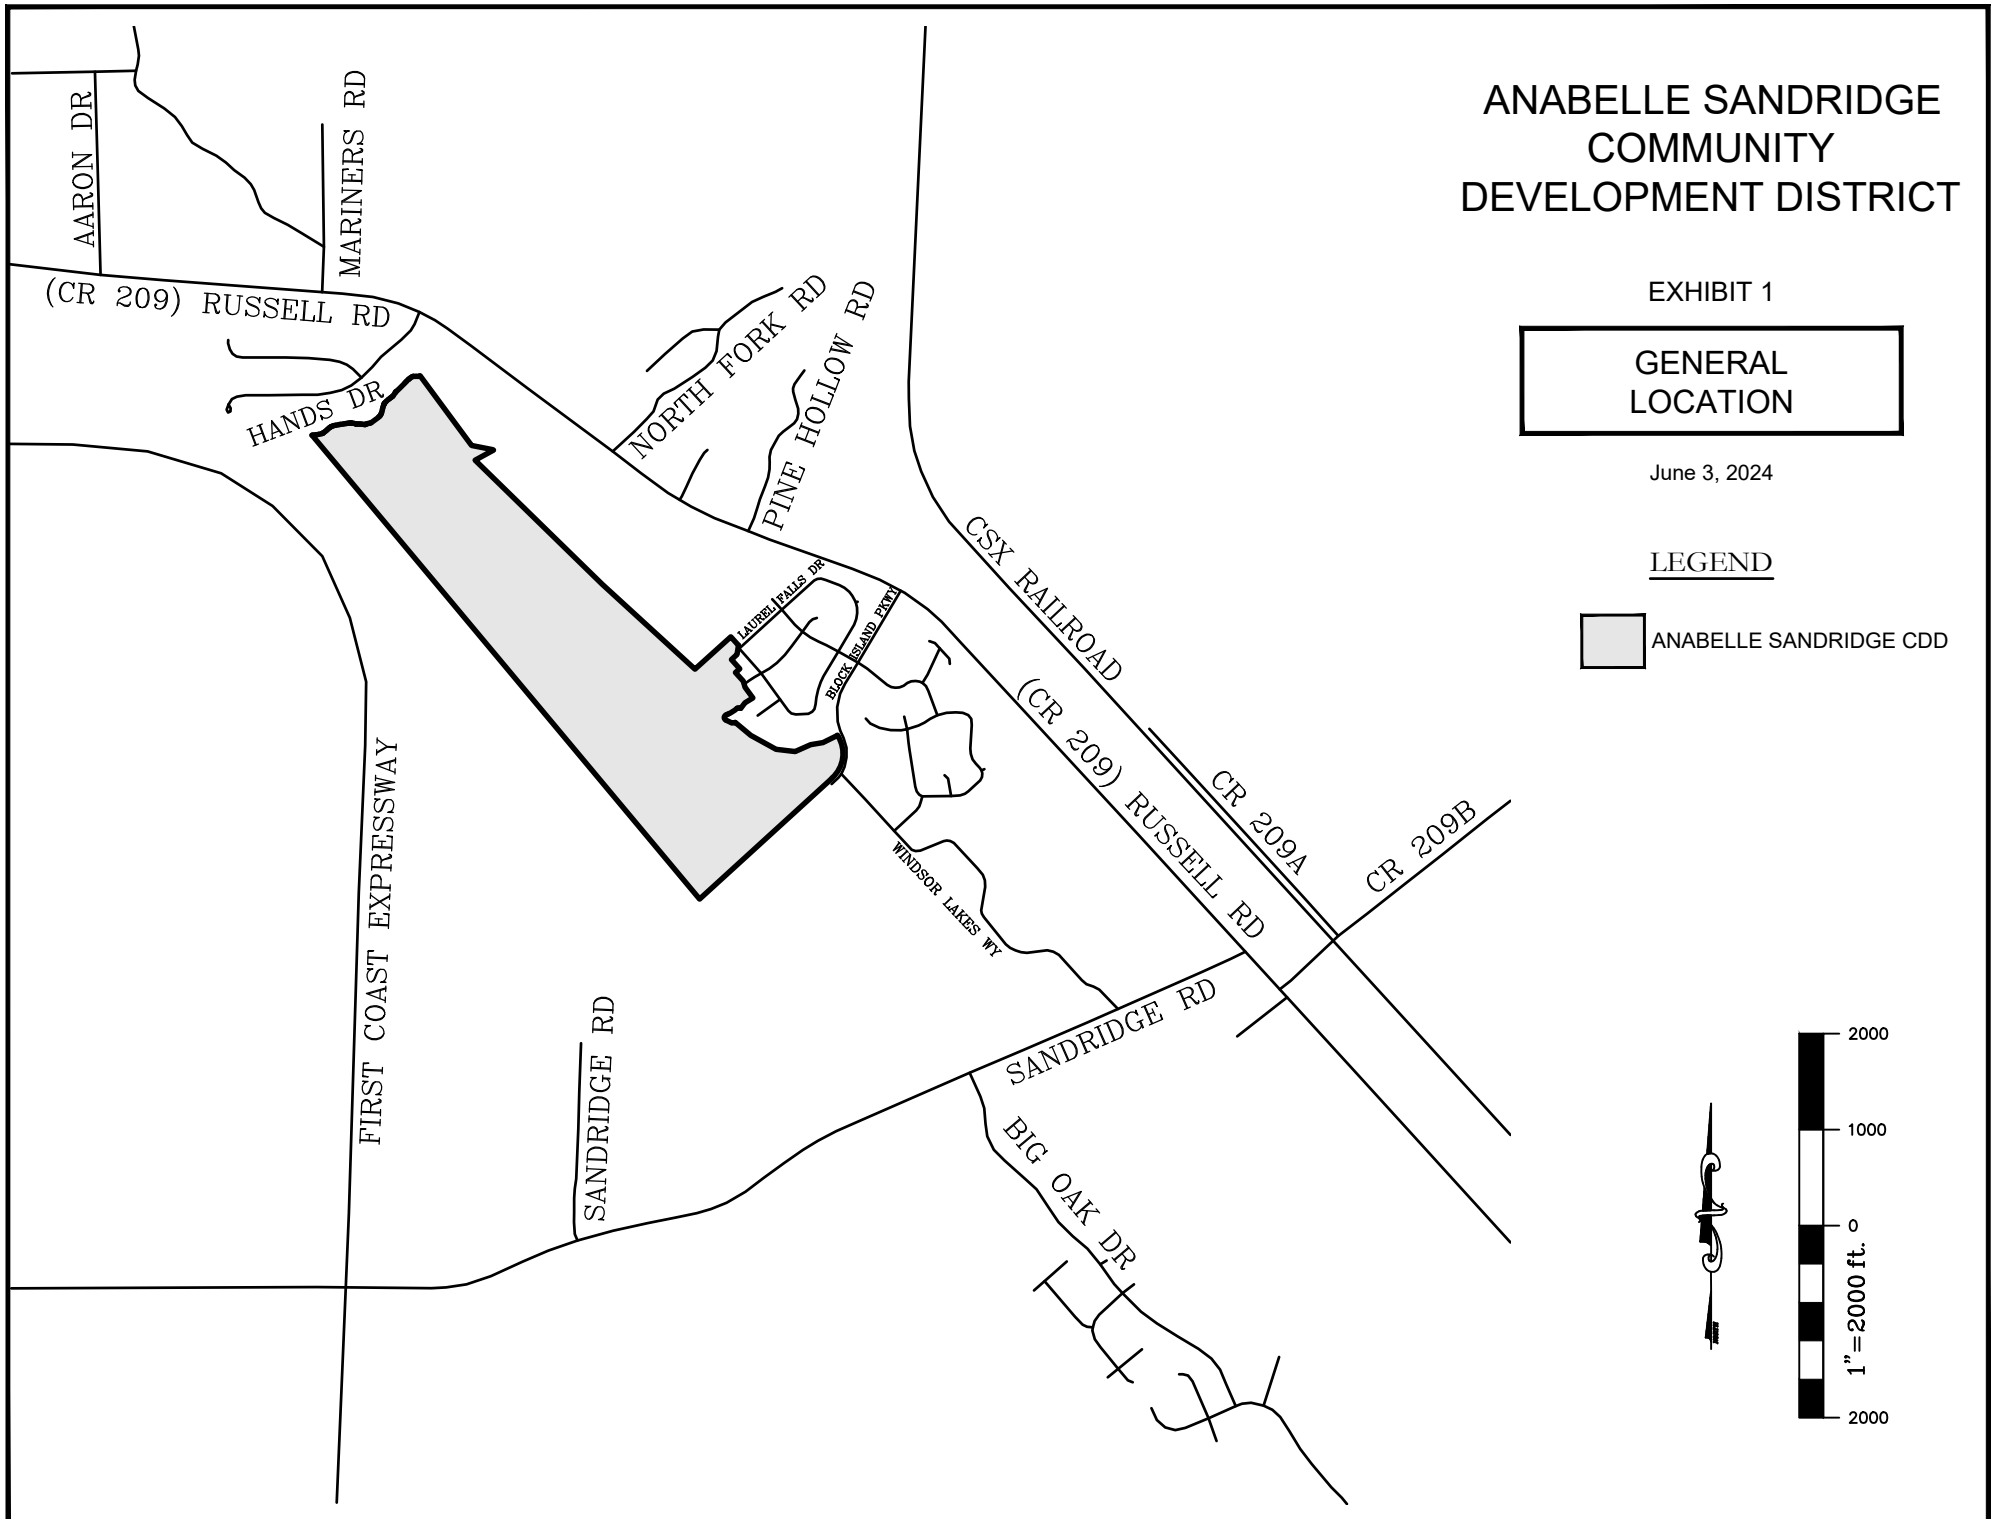 ANABELLE SANDRIDGE
COMMUNITY
DEVELOPMENT DISTRICT
EXHIBIT 1
GENERAL
LOCATION
June 3, 2024
LEGEND
ANABELLE SANDRIDGE CDD
AARON DR
MARINERS RD
(CR 209) RUSSELL RD
HANDS DR
NORTH FORK RD
PINE HOLLOW RD
CSX RAILROAD
LAUREL FALLS DR
BLOCK ISLAND PKWY
(CR 209) RUSSELL RD
CR 209A
CR 209B
WINDSOR LAKES WY
FIRST COAST EXPRESSWAY
SANDRIDGE RD
SANDRIDGE RD
BIG OAK DR
2000
1000
0
1"=2000 ft.
2000
NORTH